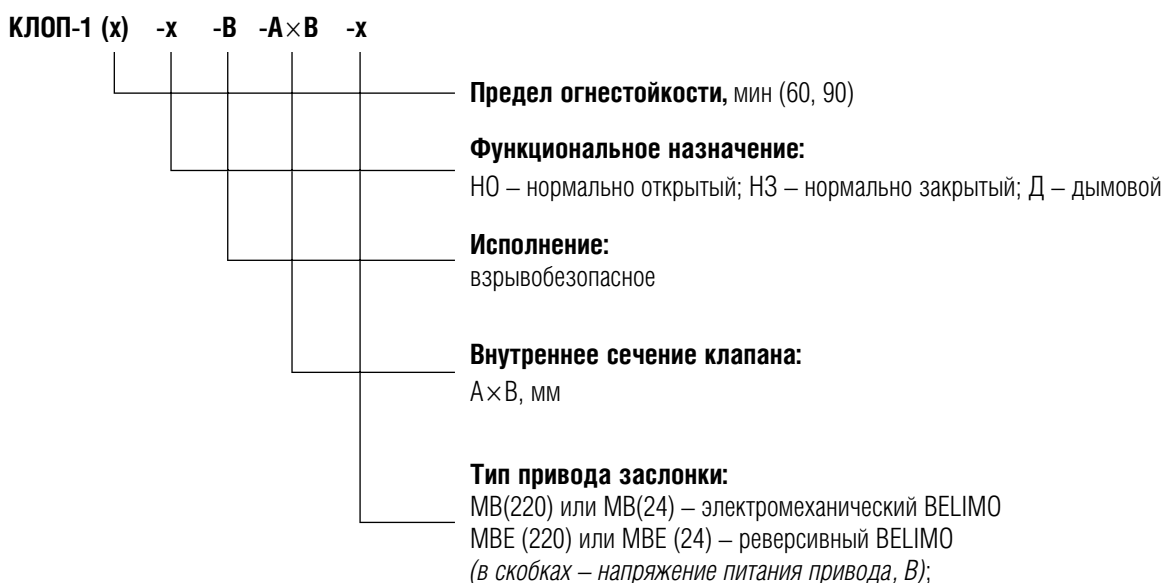 КЛОП-1 (х) -х -В -А×В -х
Предел огнестойкости, мин (60, 90)
Функциональное назначение:
НО – нормально открытый; НЗ – нормально закрытый; Д – дымовой
Исполнение:
взрывобезопасное
Внутреннее сечение клапана:
А×В, мм
Тип привода заслонки:
МВ(220) или МВ(24) – электромеханический BELIMO
МВЕ (220) или МВЕ (24) – реверсивный BELIMO
(в скобках – напряжение питания привода, В);